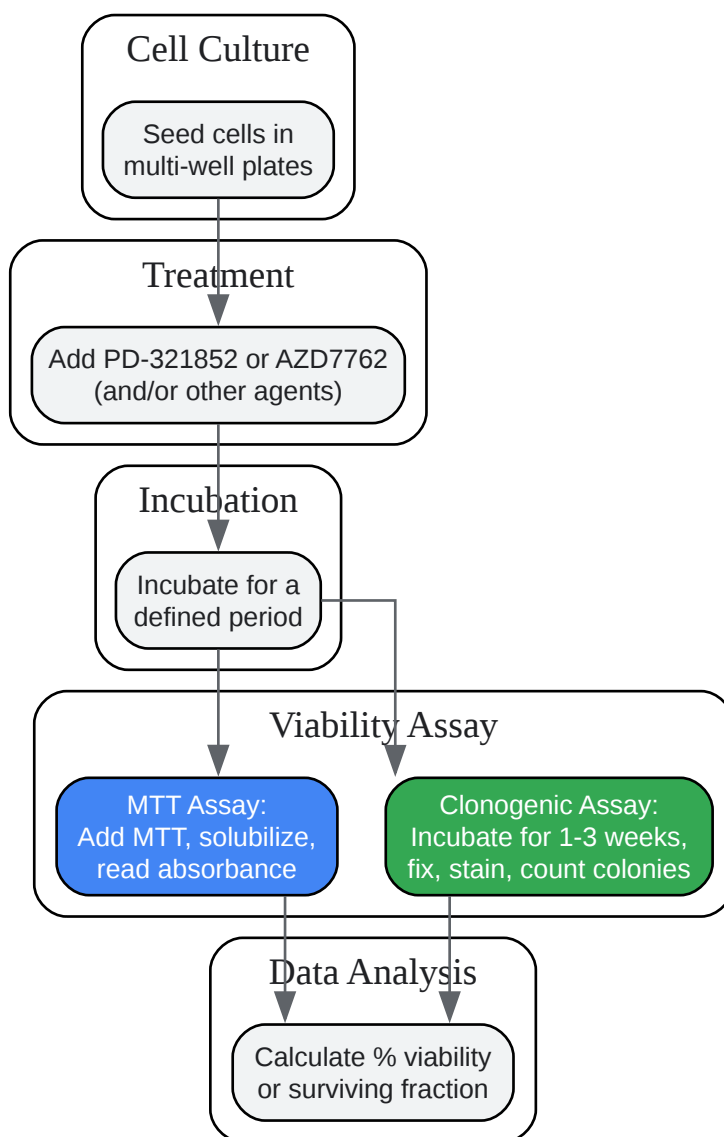 Cell Culture
Seed cells in
multi-well plates
Treatment
Add PD-321852 or AZD7762
(and/or other agents)
Incubation
Incubate for a
defined period
Viability Assay
MTT Assay:
Add MTT, solubilize,
read absorbance
Clonogenic Assay:
Incubate for 1-3 weeks,
fix, stain, count colonies
Data Analysis
Calculate % viability
or surviving fraction